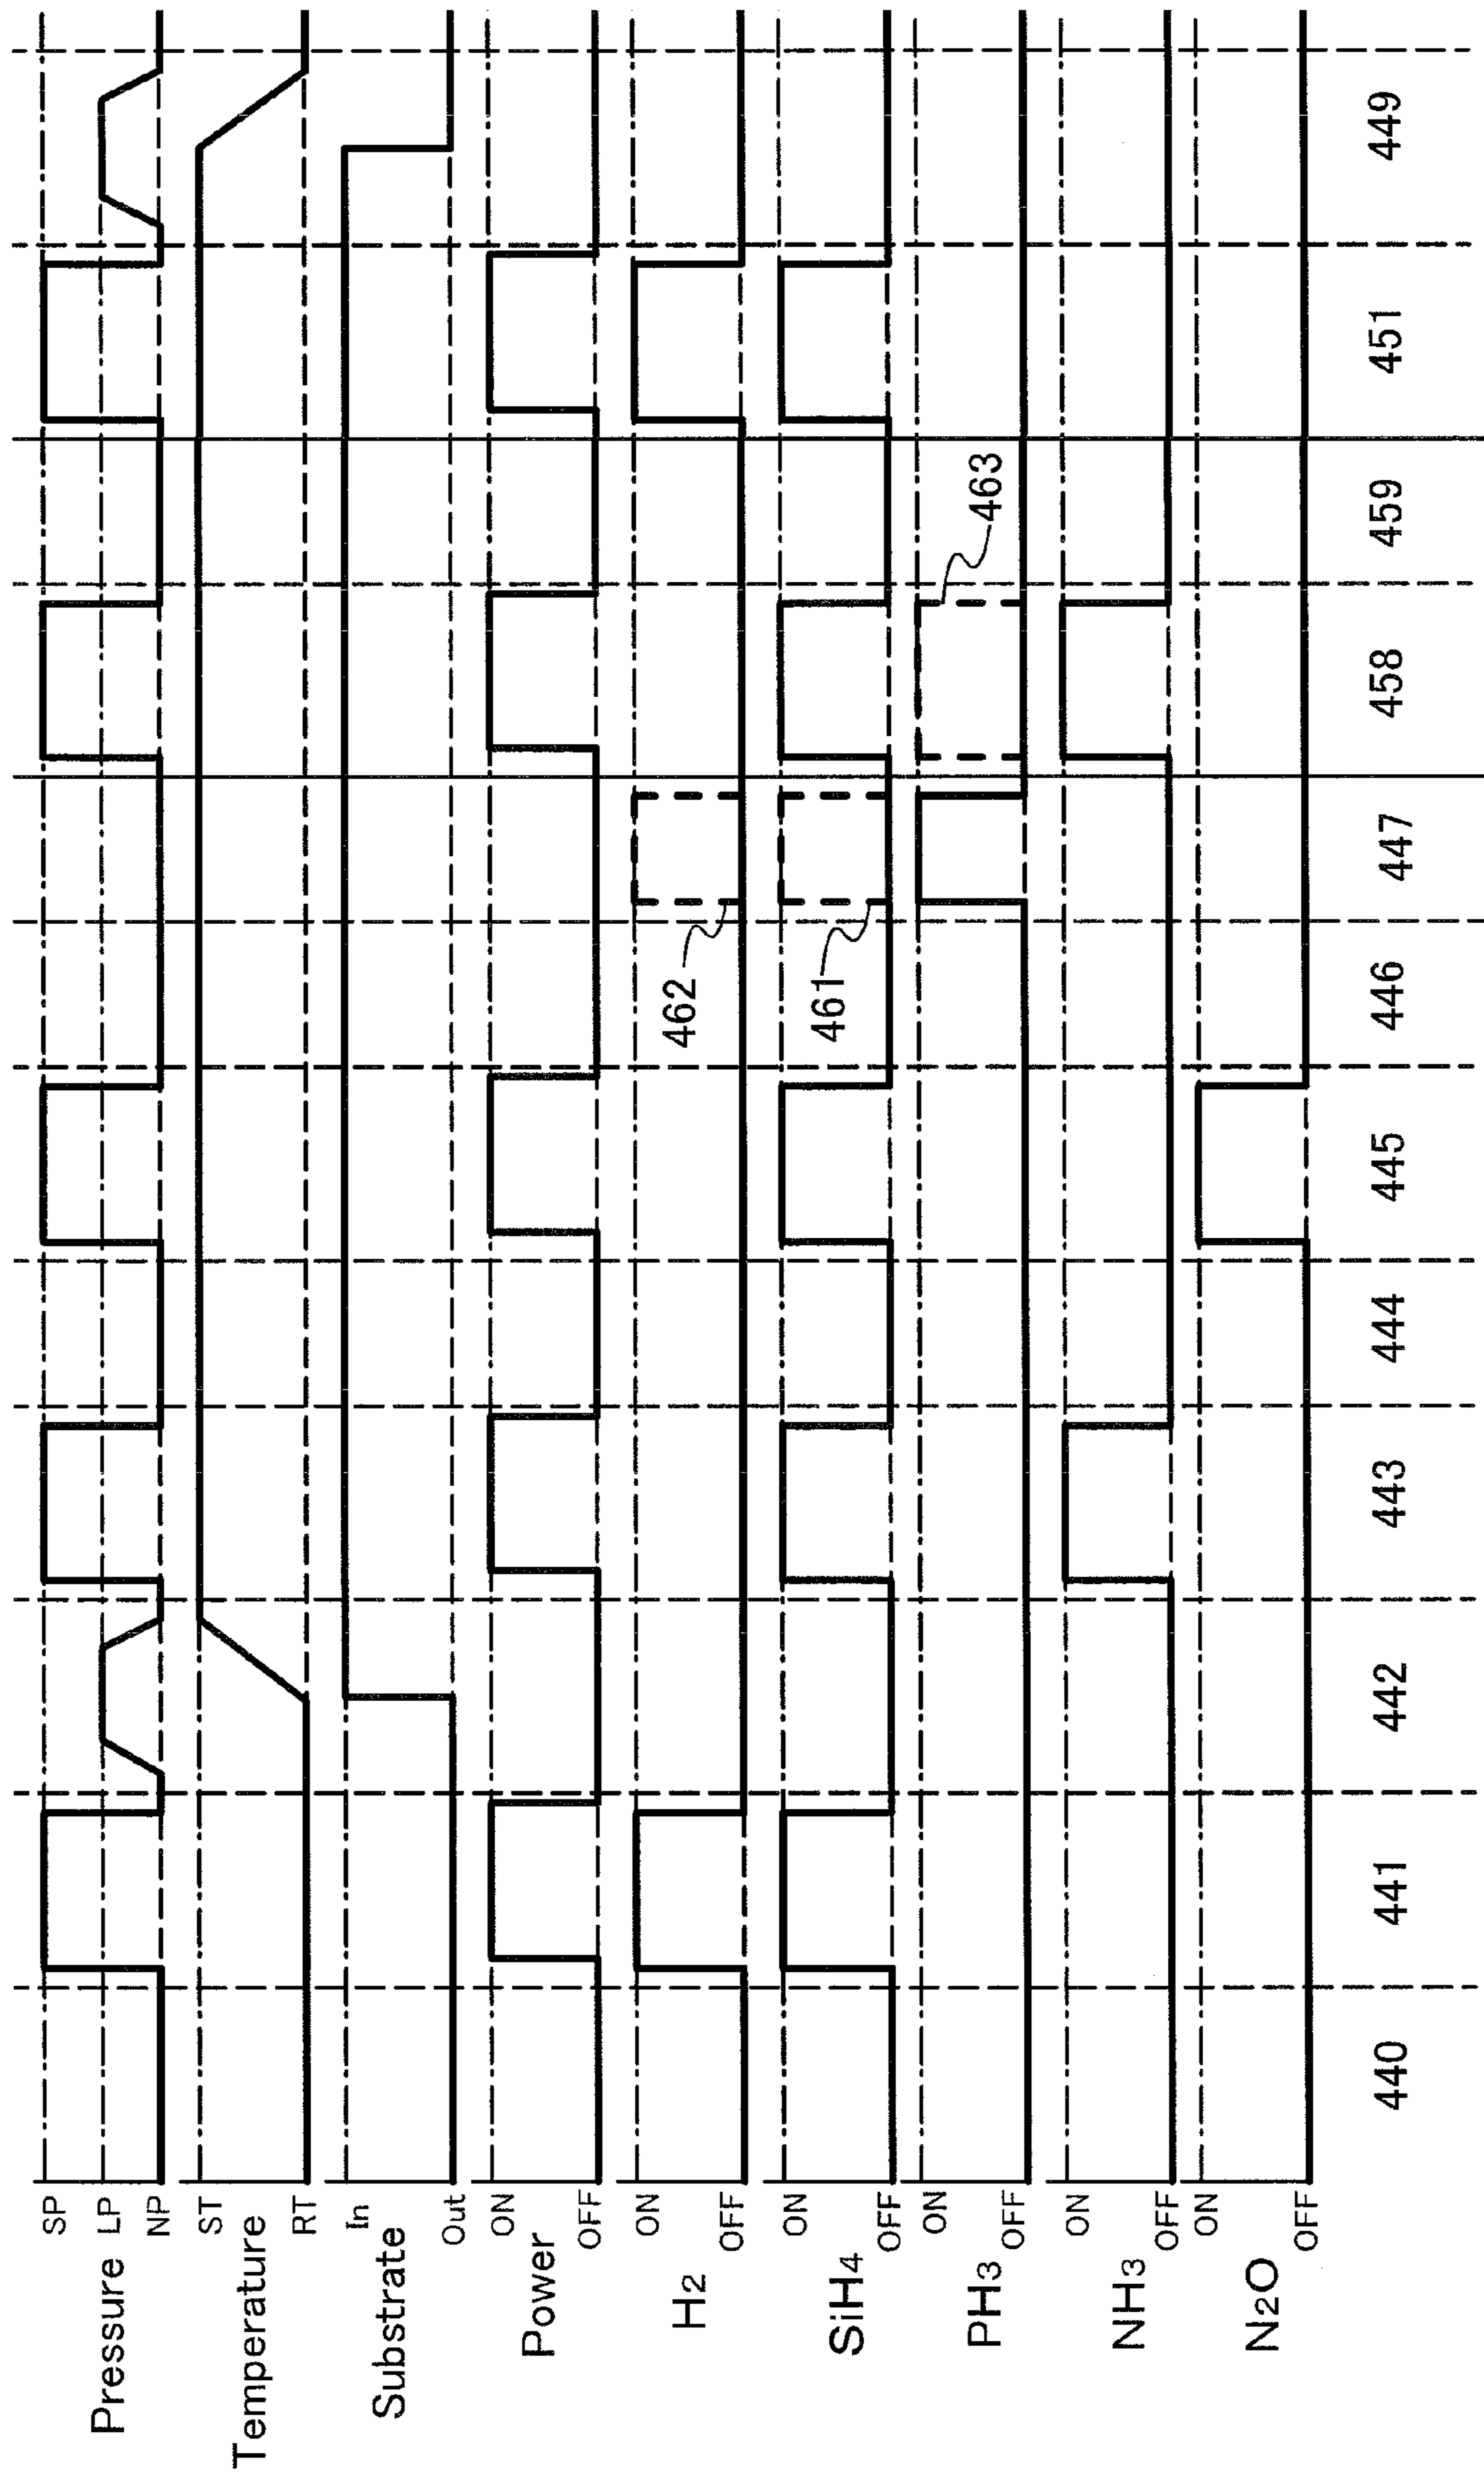 Pressure
SP
LP
NP
Temperature
ST
RT
Substrate
In
Out
Power
ON
OFF
H2
ON
OFF
SiH4
ON
OFF
PH3
ON
OFF
NH3
ON
OFF
N2O
ON
OFF
462
461
463
440 441 442 443 444 445 446 447 458 459 451 449